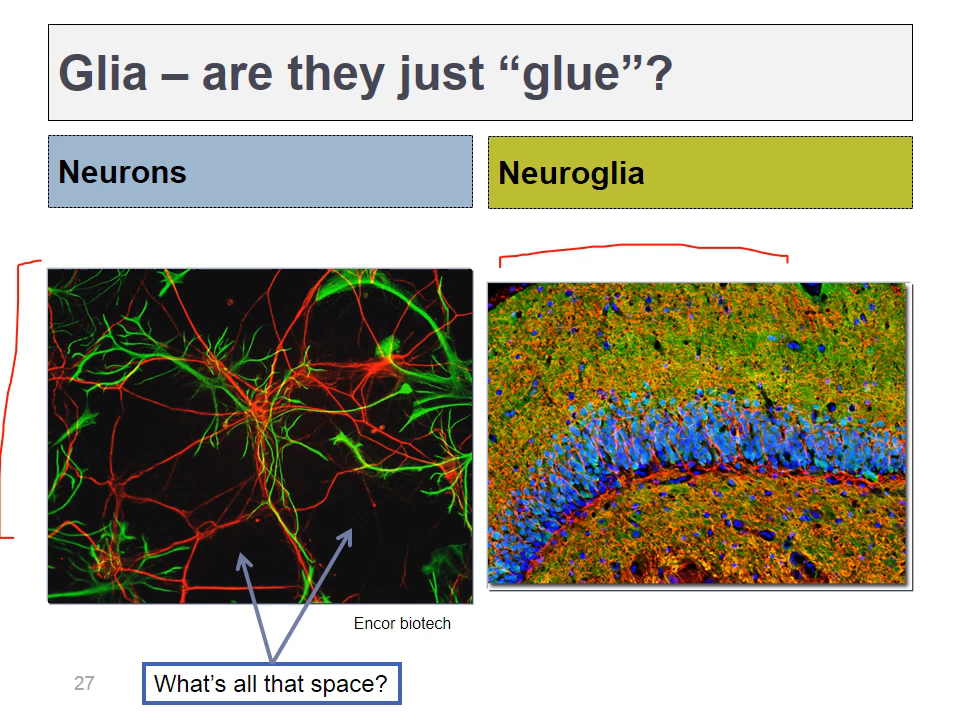 Glia – are they just “glue”?
Neurons
Neuroglia
Encor biotech
What’s all that space?
27